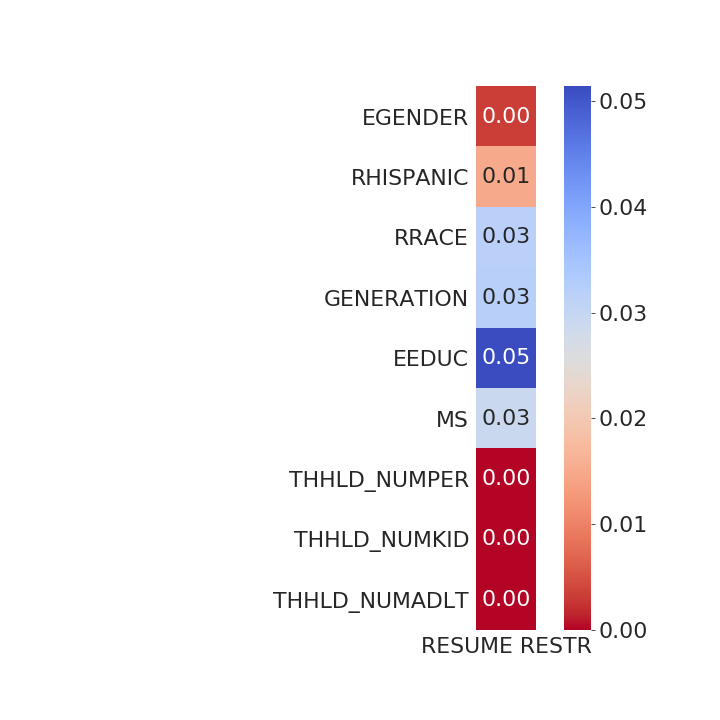 EGENDER 0.00
RHISPANIC 0.01
RRACE 0.03
GENERATION 0.03
EEDUC 0.05
MS 0.03
THHLD_NUMPER 0.00
THHLD_NUMKID 0.00
THHLD_NUMADLT 0.00
RESUME RESTR
0.05
0.04
0.03
0.02
0.01
0.00